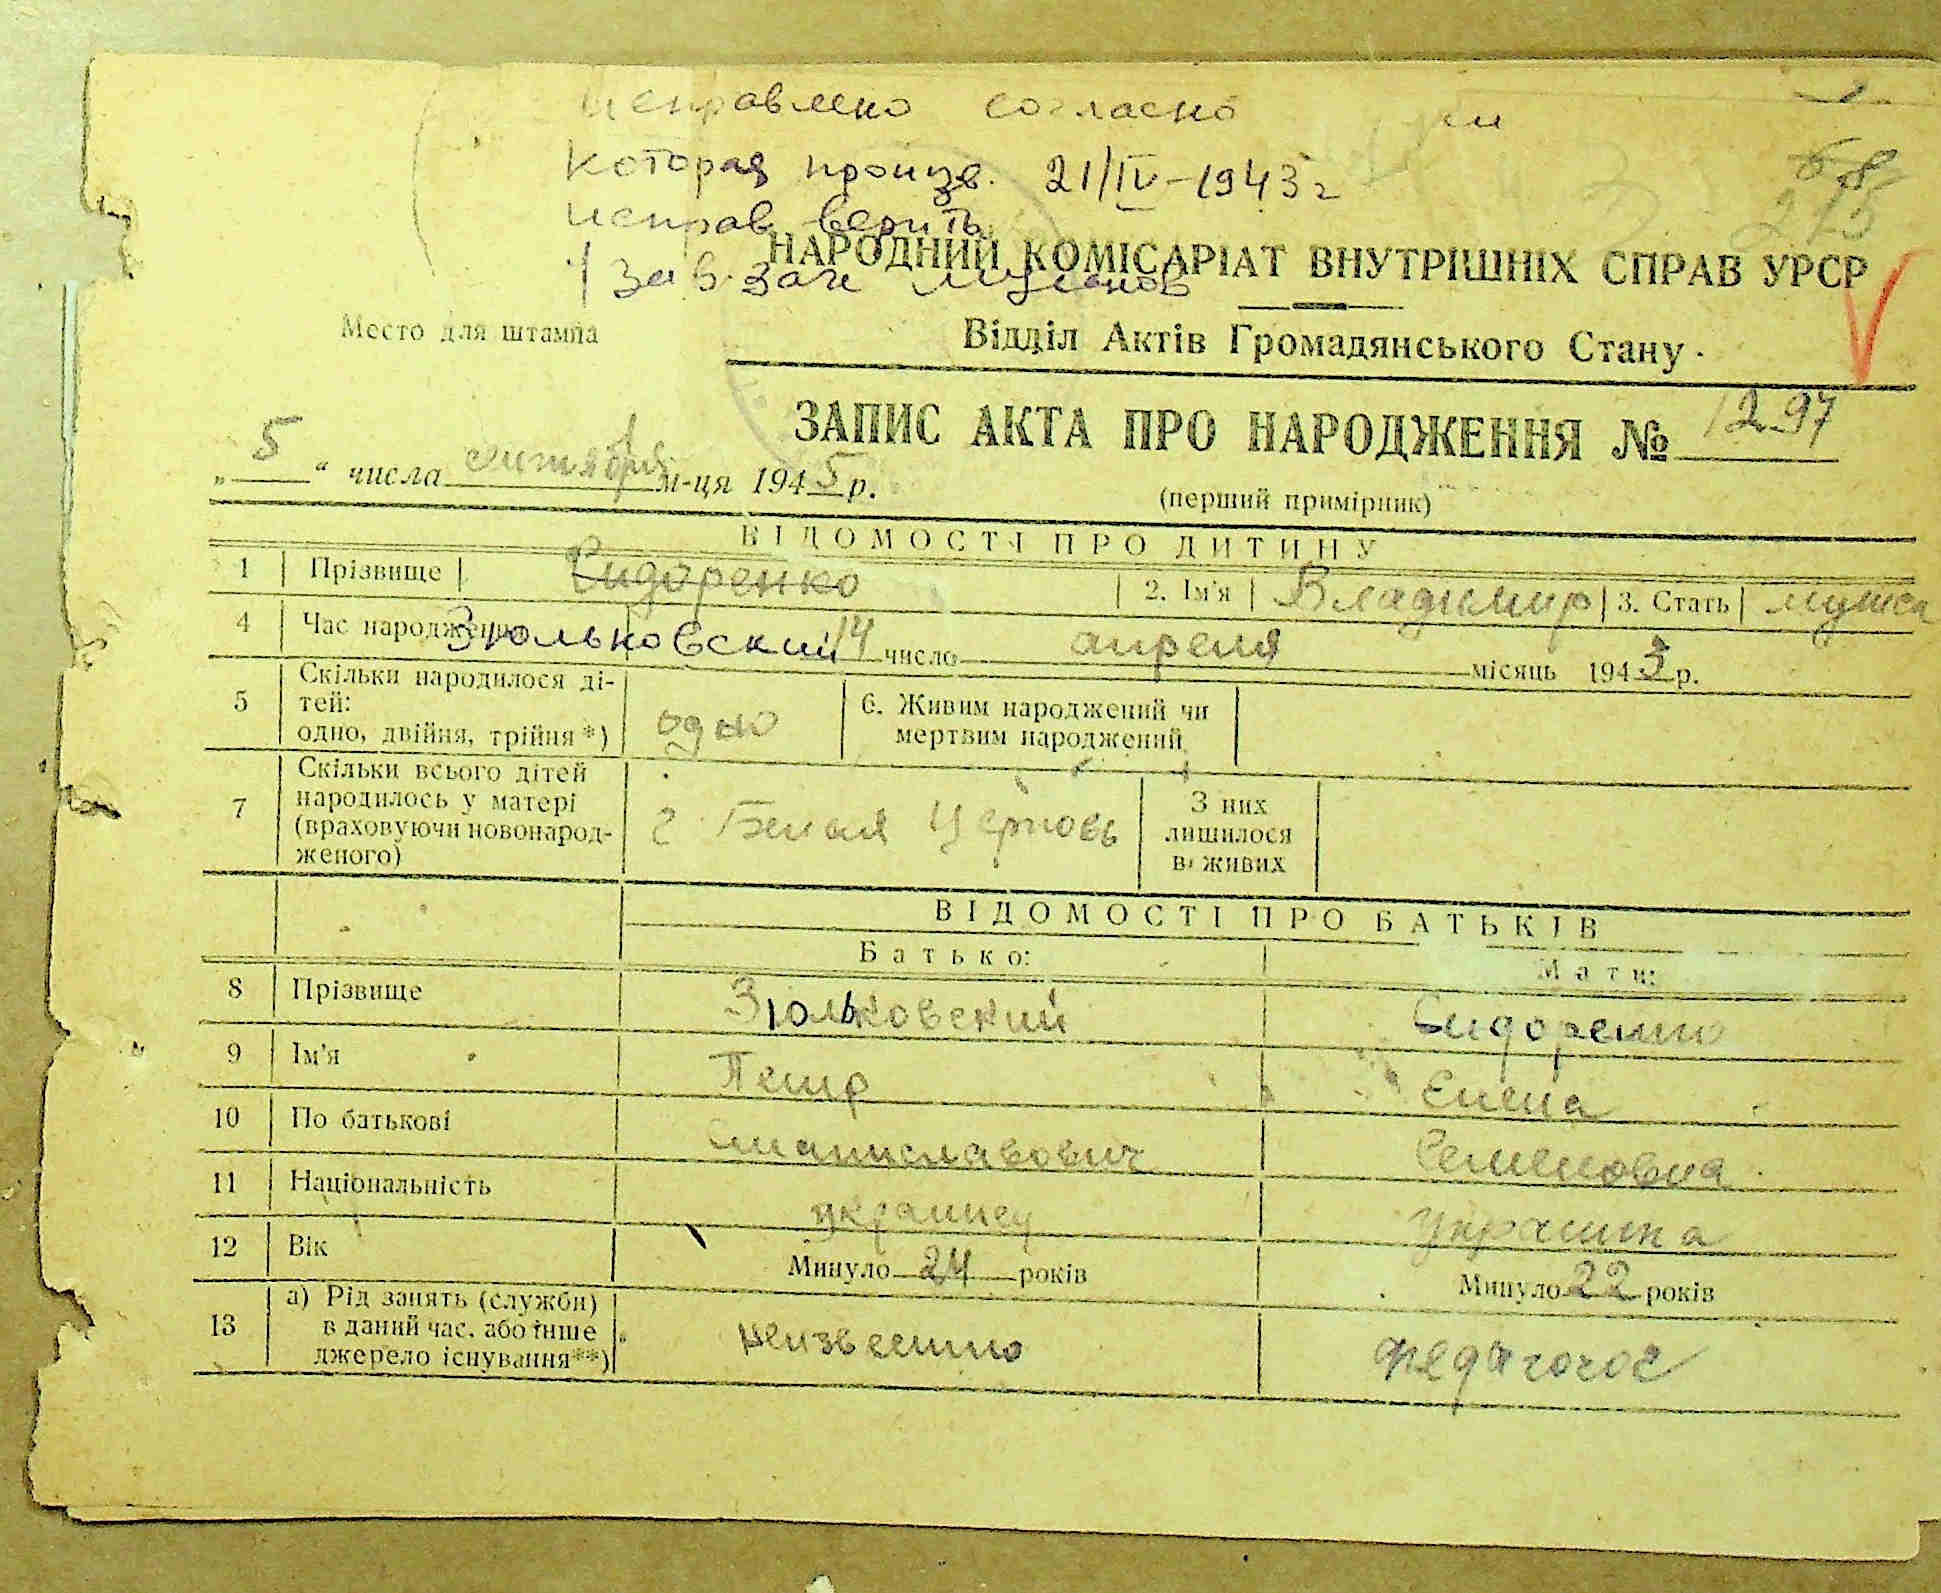 Исправлено согласно
которая произв. 21/IV-1943 г
исправ верить
Зав. загс
НАРОДНИЙ КОМІСАРІАТ ВНУТРІШНІХ СПРАВ УРСР
Место для штампа
Відділ Актів Громадянського Стану
ЗАПИС АКТА ПРО НАРОДЖЕННЯ № 1297
„5“ числа октября м-ця 1945 р.
(перший примірник)
ВІДОМОСТІ ПРО ДИТИНУ
1 Прізвище Сидоренко 2. Ім'я Владимир 3. Стать мужск
Зюльковский
4 Час народження 14 число апреля місяць 1943 р.
5 Скільки народилося ді-
тей:
одно, двійня, трійня*) одно
6. Живим народжений чи
мертвим народжений
7 Скільки всього дітей
народилось у матері
(враховуючи новонарод-
женого) г. Белая Церковь
З них
лишилося
в живих
ВІДОМОСТІ ПРО БАТЬКІВ
Батько: Мати:
8 Прізвище Зюльковский Сидоренко
9 Ім'я Петр Елена
10 По батькові Станиславович Семеновна
11 Національність украинец украинка
12 Вік Минуло 24 років Минуло 22 років
13 а) Рід занять (служби)
в даний час, або інше
джерело існування**) неизвестно педагог